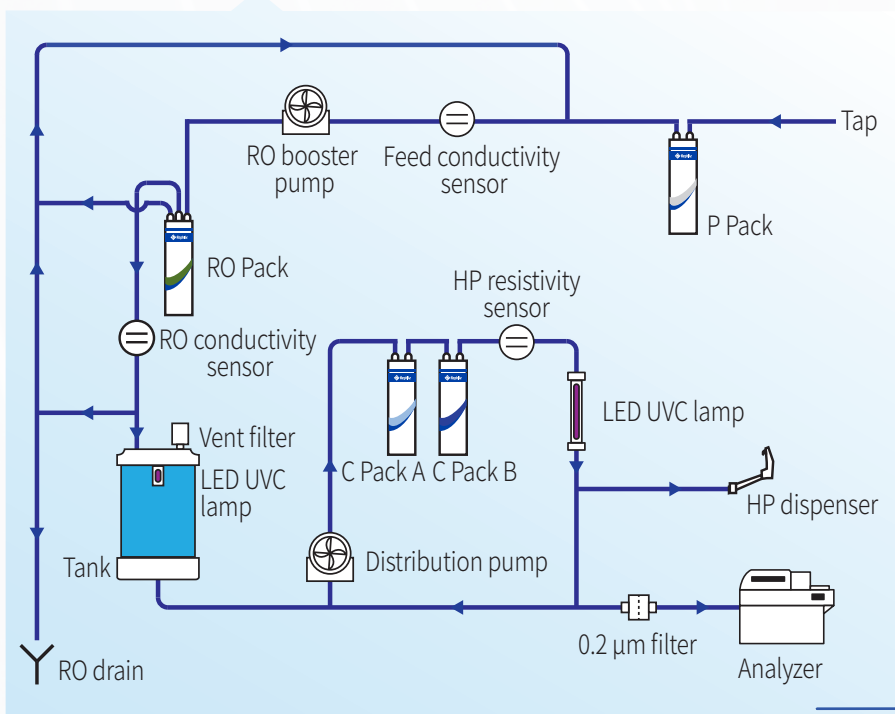 Tap
RO booster
pump
Feed conductivity
sensor
P Pack
RO Pack
HP resistivity
sensor
RO conductivity
sensor
LED UVC lamp
Vent filter
LED UVC
lamp
C Pack A
C Pack B
HP dispenser
Tank
Distribution pump
0.2 µm filter
Analyzer
RO drain